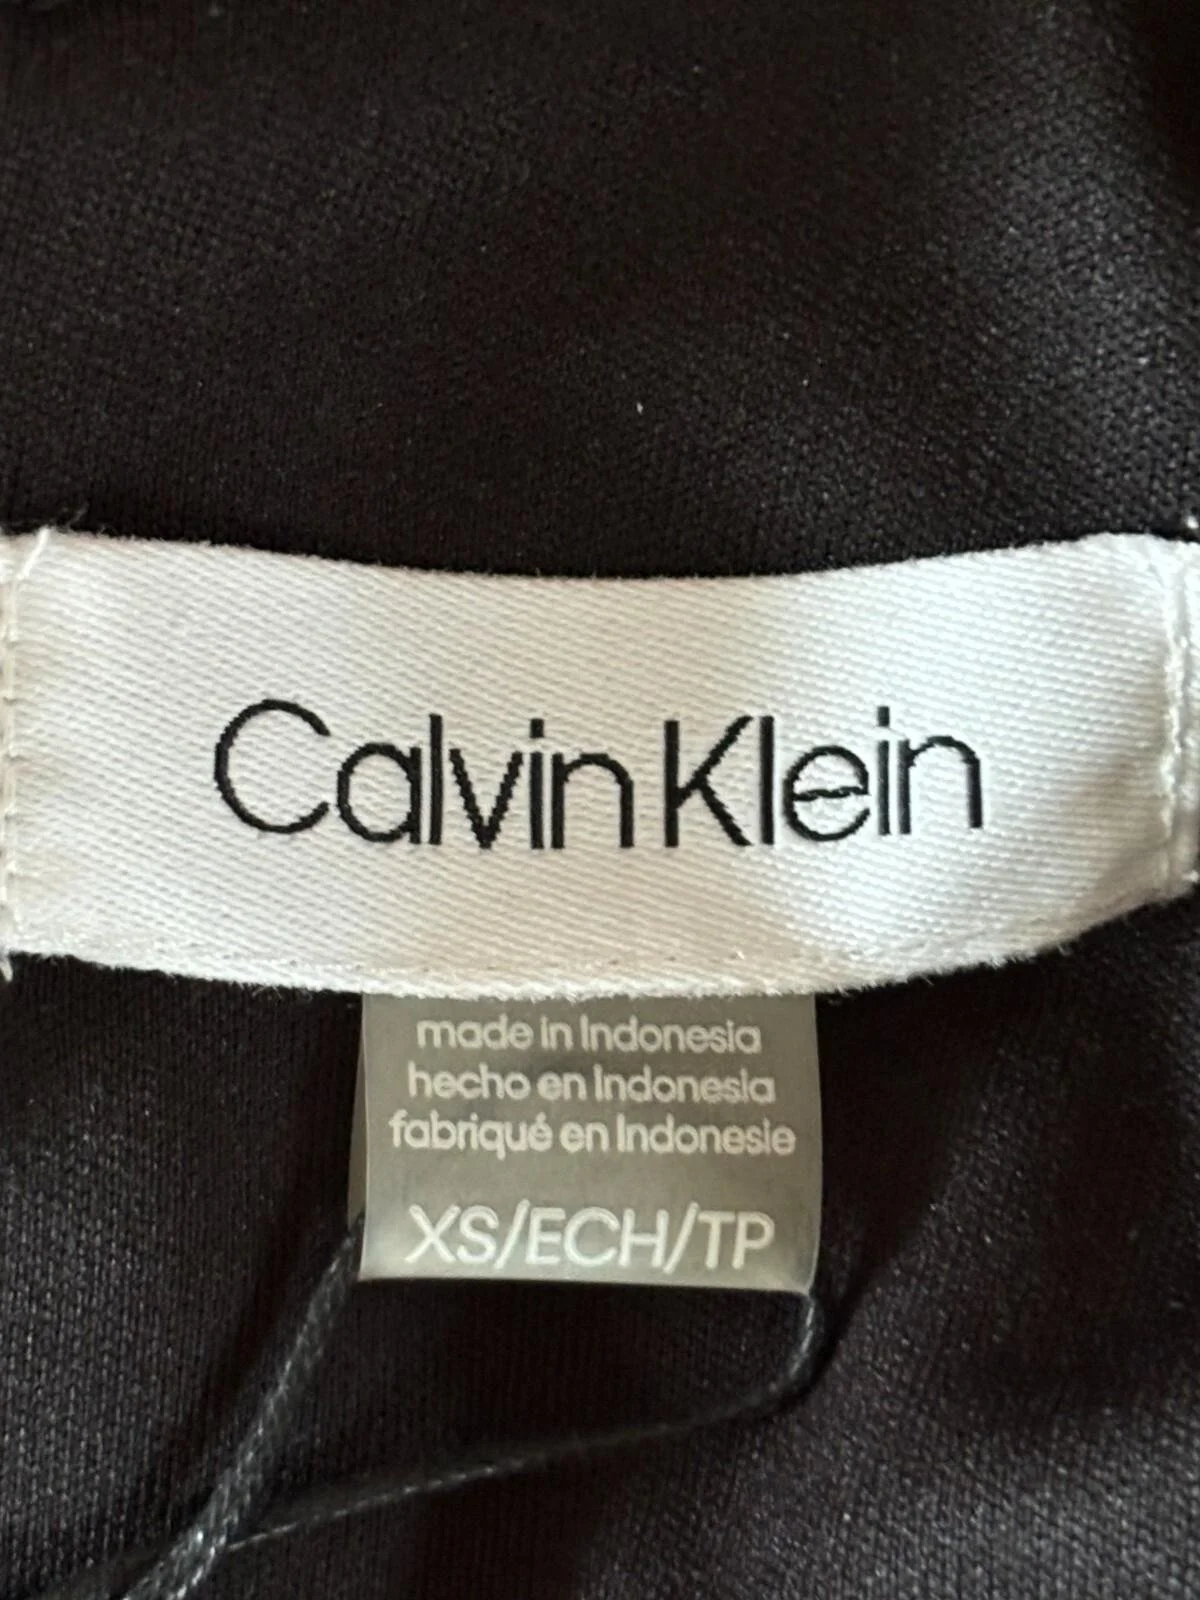 Calvin Klein
made in Indonesia
hecho en Indonesia
fabriqué en Indonesie
XS/ECH/TP